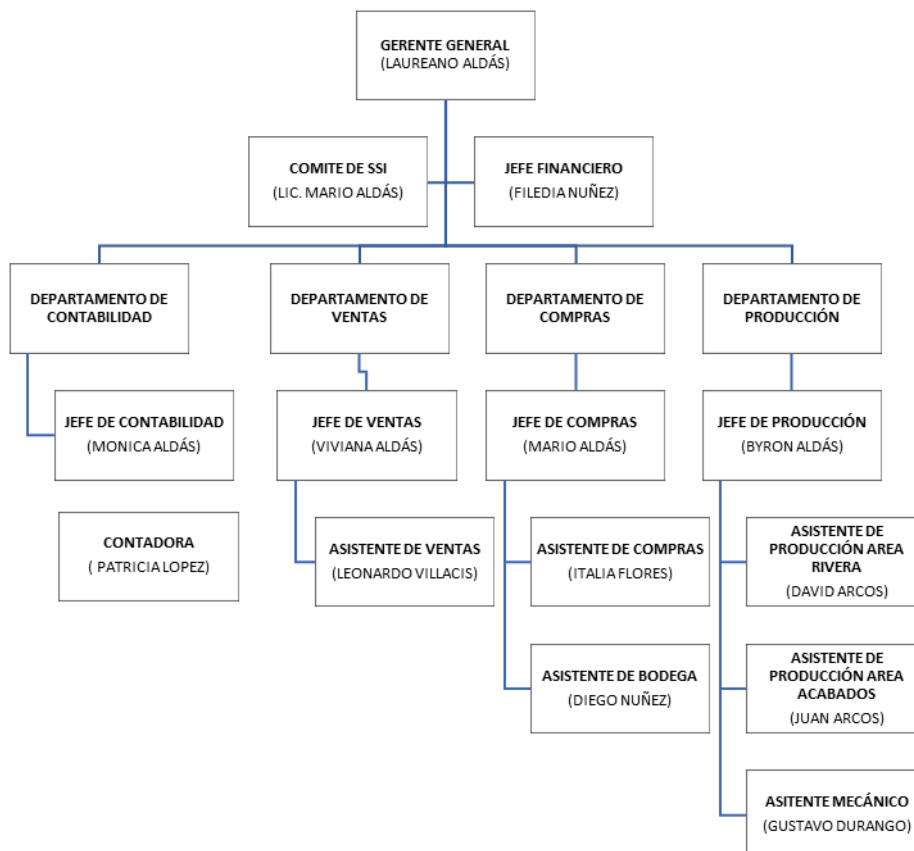 GERENTE GENERAL
(LAUREANO ALDÁS)
COMITE DE SSI
(LIC. MARIO ALDÁS)
JEFE FINANCIERO
(FILEDIA NUÑEZ)
DEPARTAMENTO DE
CONTABILIDAD
DEPARTAMENTO DE
VENTAS
DEPARTAMENTO DE
COMPRAS
DEPARTAMENTO DE
PRODUCCIÓN
JEFE DE CONTABILIDAD
(MONICA ALDÁS)
JEFE DE VENTAS
(VIVIANA ALDÁS)
JEFE DE COMPRAS
(MARIO ALDÁS)
JEFE DE PRODUCCIÓN
(BYRON ALDÁS)
CONTADORA
( PATRICIA LOPEZ)
ASISTENTE DE VENTAS
(LEONARDO VILLACIS)
ASISTENTE DE COMPRAS
(ITALIA FLORES)
ASISTENTE DE
PRODUCCIÓN AREA
RIVERA
(DAVID ARCOS)
ASISTENTE DE BODEGA
(DIEGO NUÑEZ)
ASISTENTE DE
PRODUCCIÓN AREA
ACABADOS
(JUAN ARCOS)
ASITENTE MECÁNICO
(GUSTAVO DURANGO)